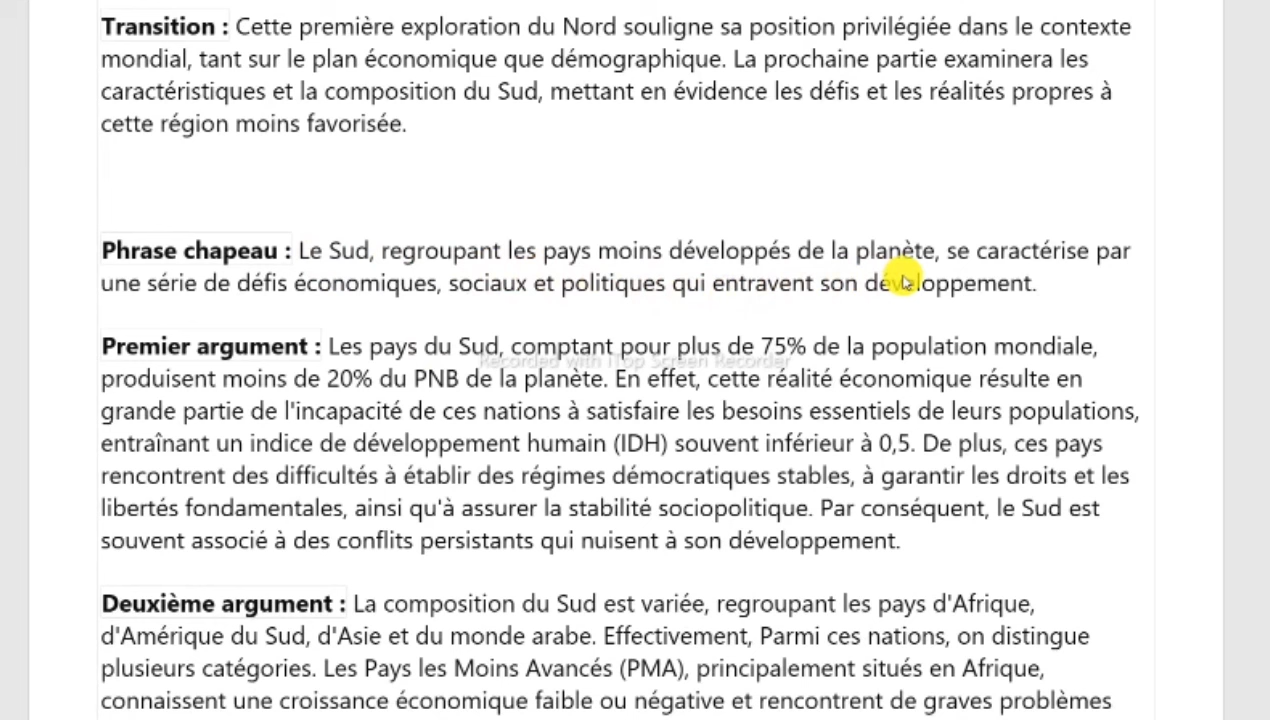 Transition : Cette première exploration du Nord souligne sa position privilégiée dans le contexte
mondial, tant sur le plan économique que démographique. La prochaine partie examinera les
caractéristiques et la composition du Sud, mettant en évidence les défis et les réalités propres à
cette région moins favorisée.
Phrase chapeau : Le Sud, regroupant les pays moins développés de la planète, se caractérise par
une série de défis économiques, sociaux et politiques qui entravent son développement.
Premier argument : Les pays du Sud, comptant pour plus de 75% de la population mondiale,
Recorded with iTop Screen Recorder
produisent moins de 20% du PNB de la planète. En effet, cette réalité économique résulte en
grande partie de l'incapacité de ces nations à satisfaire les besoins essentiels de leurs populations,
entraînant un indice de développement humain (IDH) souvent inférieur à 0,5. De plus, ces pays
rencontrent des difficultés à établir des régimes démocratiques stables, à garantir les droits et les
libertés fondamentales, ainsi qu'à assurer la stabilité sociopolitique. Par conséquent, le Sud est
souvent associé à des conflits persistants qui nuisent à son développement.
Deuxième argument : La composition du Sud est variée, regroupant les pays d'Afrique,
d'Amérique du Sud, d'Asie et du monde arabe. Effectivement, Parmi ces nations, on distingue
plusieurs catégories. Les Pays les Moins Avancés (PMA), principalement situés en Afrique,
connaissent une croissance économique faible ou négative et rencontrent de graves problèmes